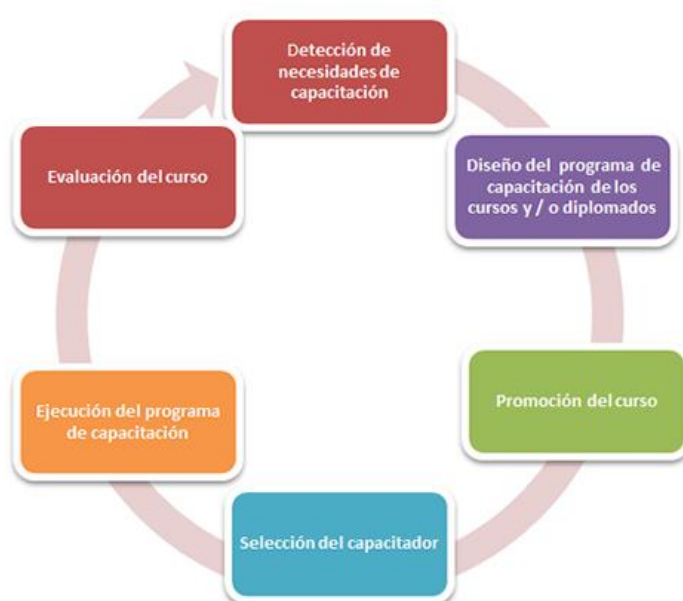 Detección de
necesidades de
capacitación
Diseño del programa de
capacitación de los
cursos y / o diplomados
Promoción del curso
Selección del capacitador
Ejecución del programa
de capacitación
Evaluación del curso